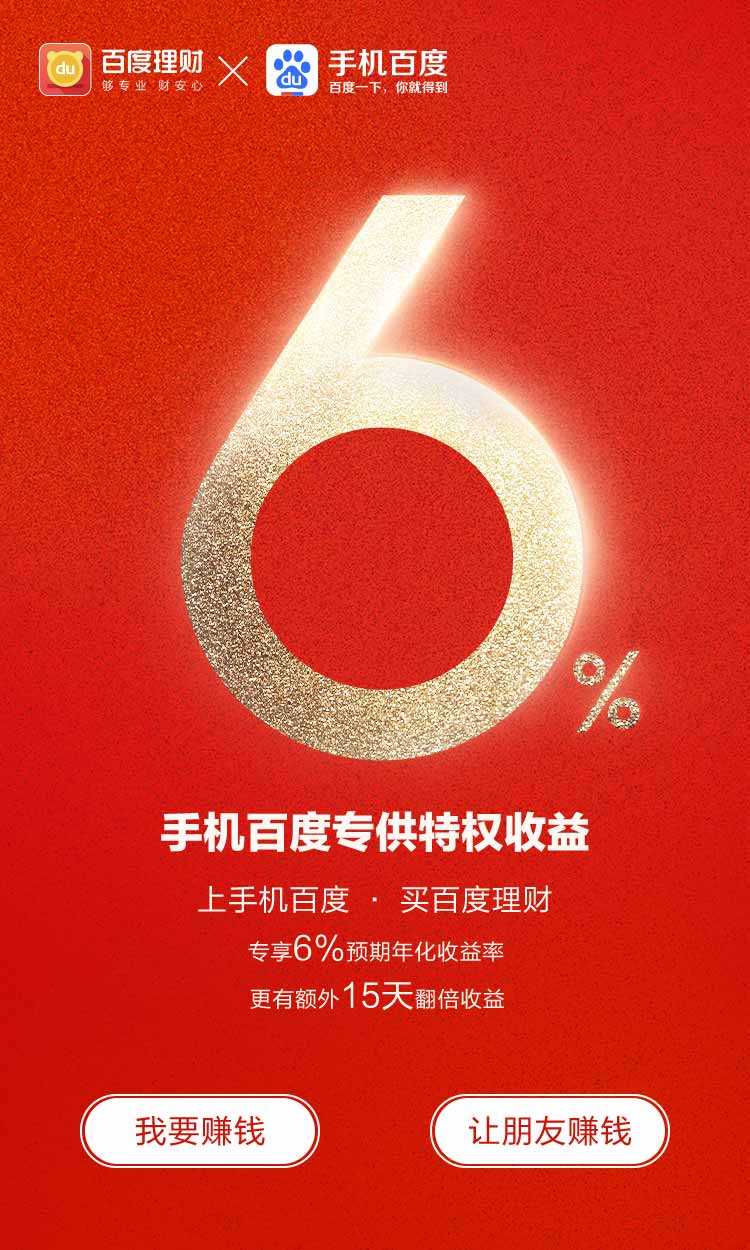 du 百度理财
够专业 财安心
du 手机百度
百度一下，你就得到
6%
手机百度专供特权收益
上手机百度 · 买百度理财
专享6%预期年化收益率
更有额外15天翻倍收益
我要赚钱 让朋友赚钱